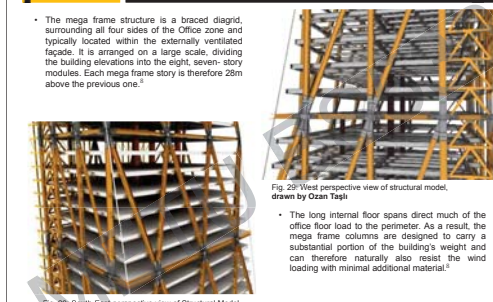 • The mega frame structure is a braced diagrid,
surrounding all four sides of the Office zone and
typically located within the externally ventilated
façade. It is arranged on a large scale, dividing
the building elevations into the eight, seven- story
modules. Each mega frame story is therefore 28m
above the previous one.8
Fig. 29: West perspective view of structural model,
drawn by Ozan Taşlı
• The long internal floor spans direct much of the
office floor load to the perimeter. As a result, the
mega frame columns are designed to carry a
substantial portion of the building's weight and
can therefore naturally also resist the wind
loading with minimal additional material.8
perspective view of Structural Model